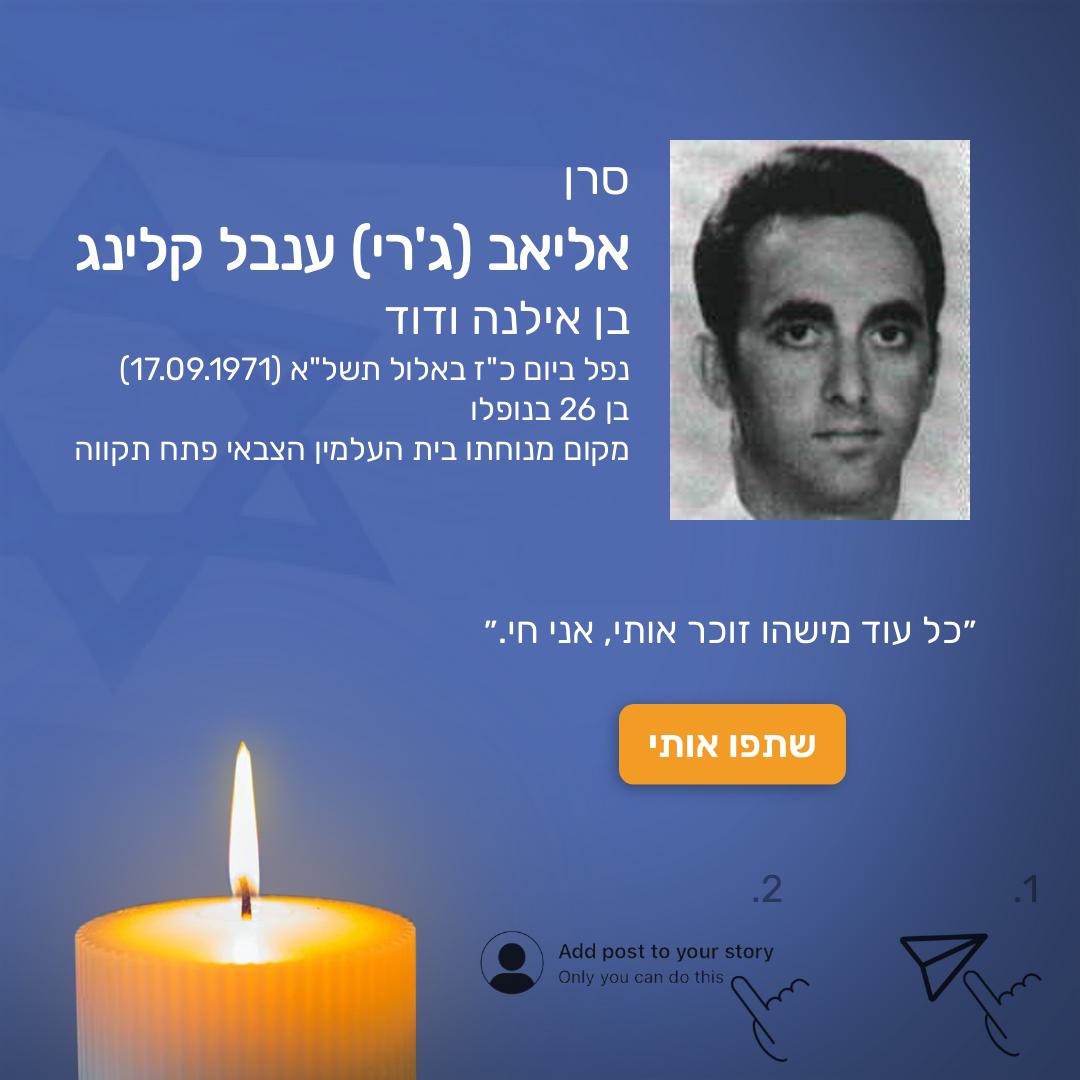 סרן
אליאב (ג'רי) ענבל קלינג
בן אילנה ודוד
נפל ביום כ"ז באלול תשל"א (17.09.1971)
בן 26 בנופלו
מקום מנוחתו בית העלמין הצבאי פתח תקווה
״כל עוד מישהו זוכר אותי, אני חי.״
שתפו אותי
1.
2.
Add post to your story
Only you can do this